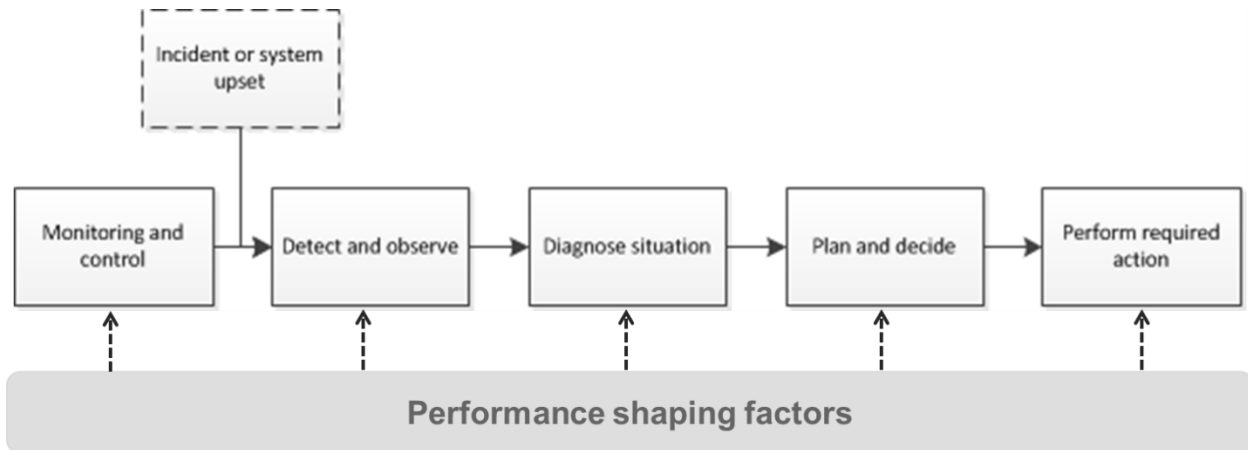 Incident or system
upset
Monitoring and
control
Detect and observe
Diagnose situation
Plan and decide
Perform required
action
Performance shaping factors